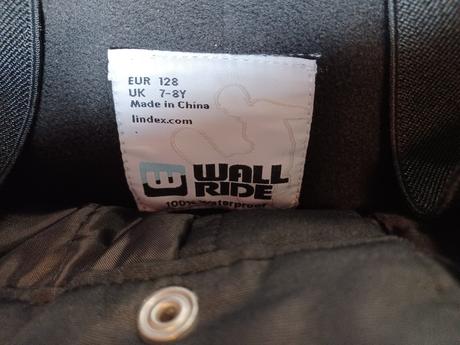 EUR 128
UK 7-8Y
Made in China
lindex.com
WALL
RIDE
100% waterproof